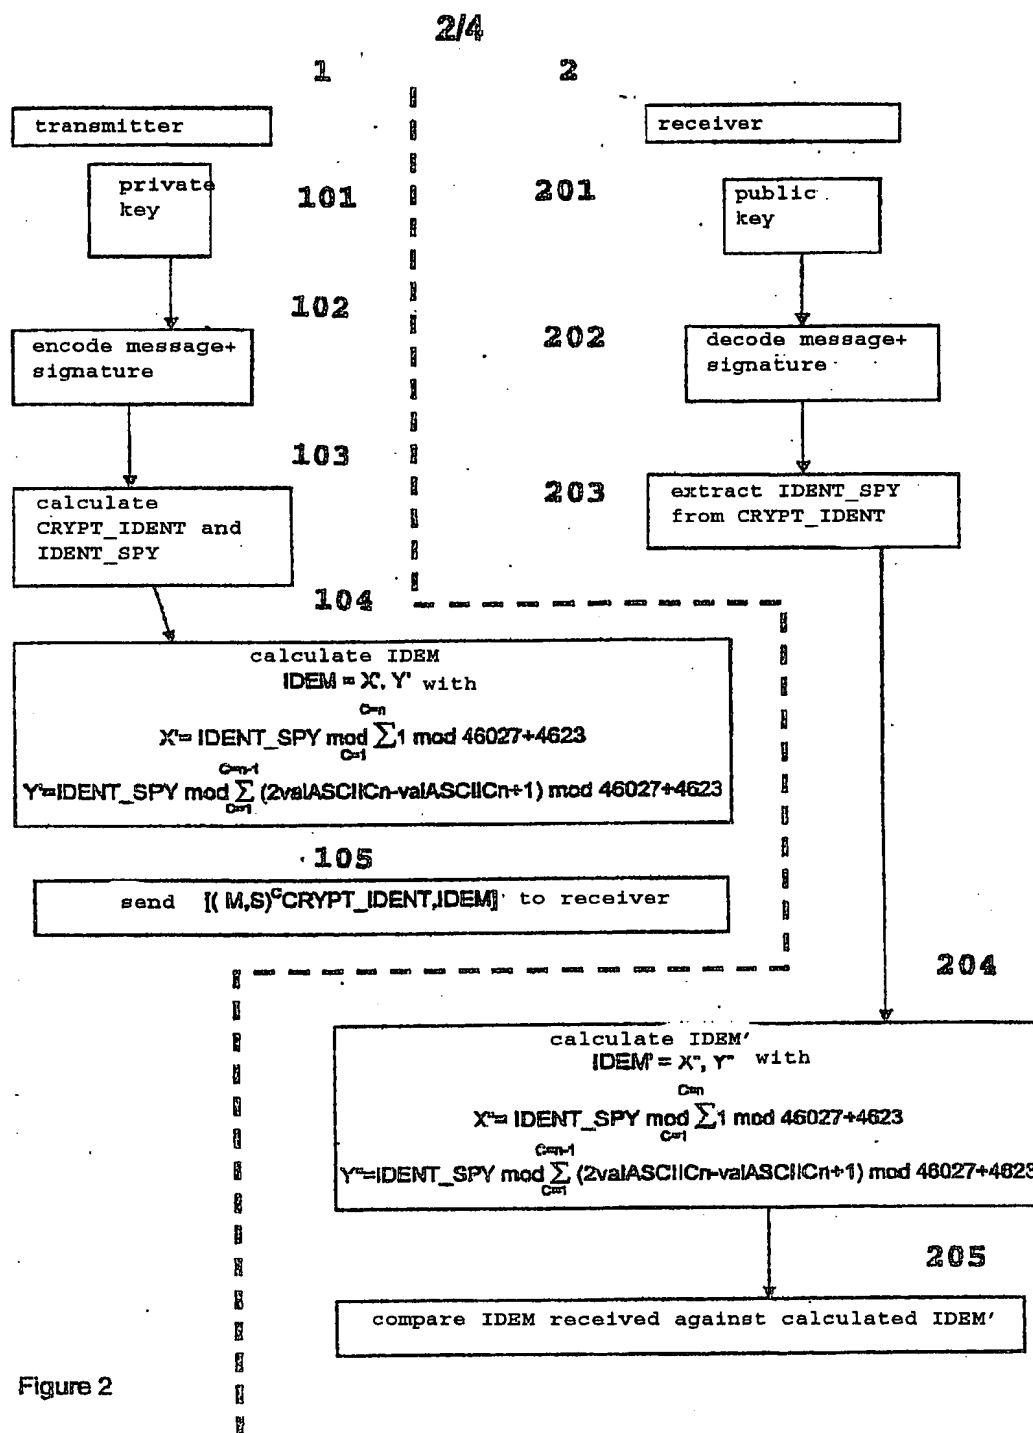 2/4
1
2
transmitter
receiver
private
key
101
201
public
key
102
encode message+
signature
202
decode message+
signature
103
calculate
CRYPT_IDENT and
IDENT_SPY
203
extract IDENT_SPY
from CRYPT_IDENT
104
calculate IDEM
IDEM = X', Y' with
C=n
X'= IDENT_SPY mod ∑1 mod 46027+4623
C=1
C=n-1
Y'=IDENT_SPY mod ∑ (2valASCIICn-valASCIICn+1) mod 46027+4623
C=1
105
send [( M,S)ᶜCRYPT_IDENT,IDEM] to receiver
204
calculate IDEM'
IDEM' = X", Y" with
C=n
X"= IDENT_SPY mod ∑1 mod 46027+4623
C=1
C=n-1
Y"=IDENT_SPY mod ∑ (2valASCIICn-valASCIICn+1) mod 46027+4623
C=1
205
compare IDEM received against calculated IDEM'
Figure 2